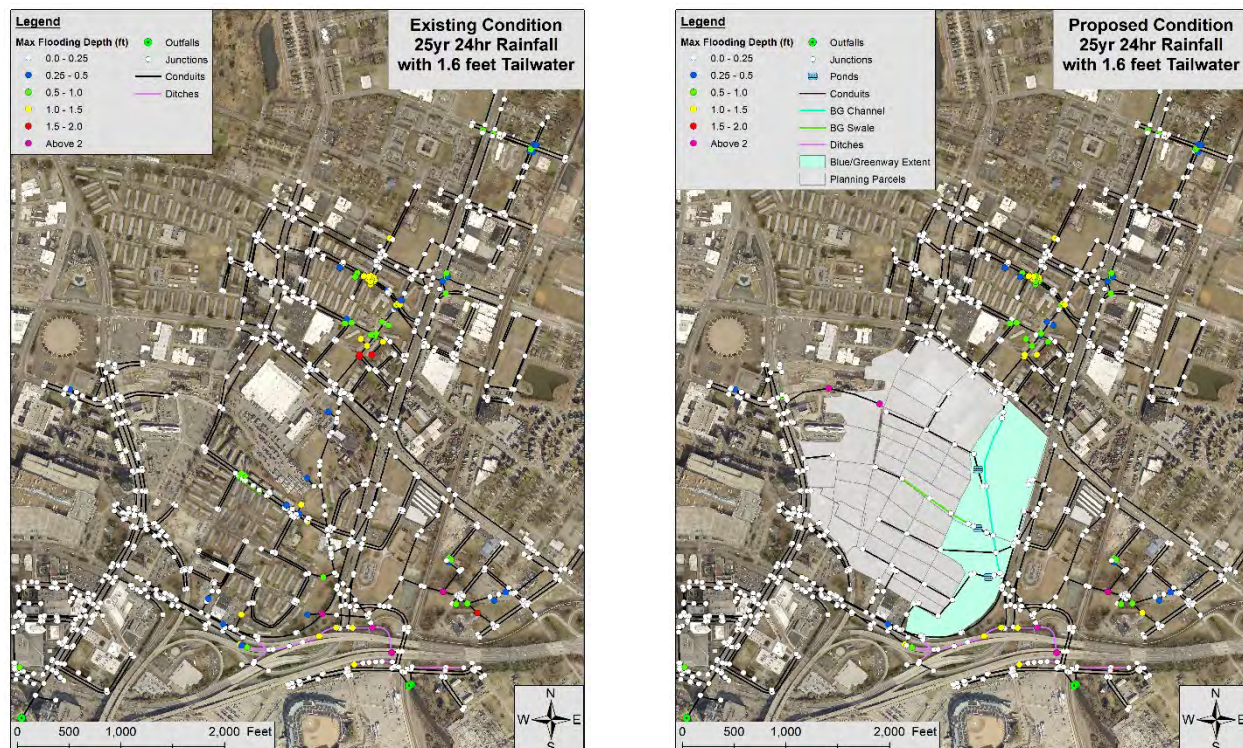 Legend
Max Flooding Depth (ft)
0.0 - 0.25
0.25 - 0.5
0.5 - 1.0
1.0 - 1.5
1.5 - 2.0
Above 2
Outfalls
Junctions
Conduits
Ditches
Existing Condition
25yr 24hr Rainfall
with 1.6 feet Tailwater
0 500 1,000 2,000 Feet
N
W E
S
Legend
Max Flooding Depth (ft)
0.0 - 0.25
0.25 - 0.5
0.5 - 1.0
1.0 - 1.5
1.5 - 2.0
Above 2
Outfalls
Junctions
Ponds
Conduits
BG Channel
BG Swale
Ditches
Blue/Greenway Extent
Planning Parcels
Proposed Condition
25yr 24hr Rainfall
with 1.6 feet Tailwater
0 500 1,000 2,000 Feet
N
W E
S